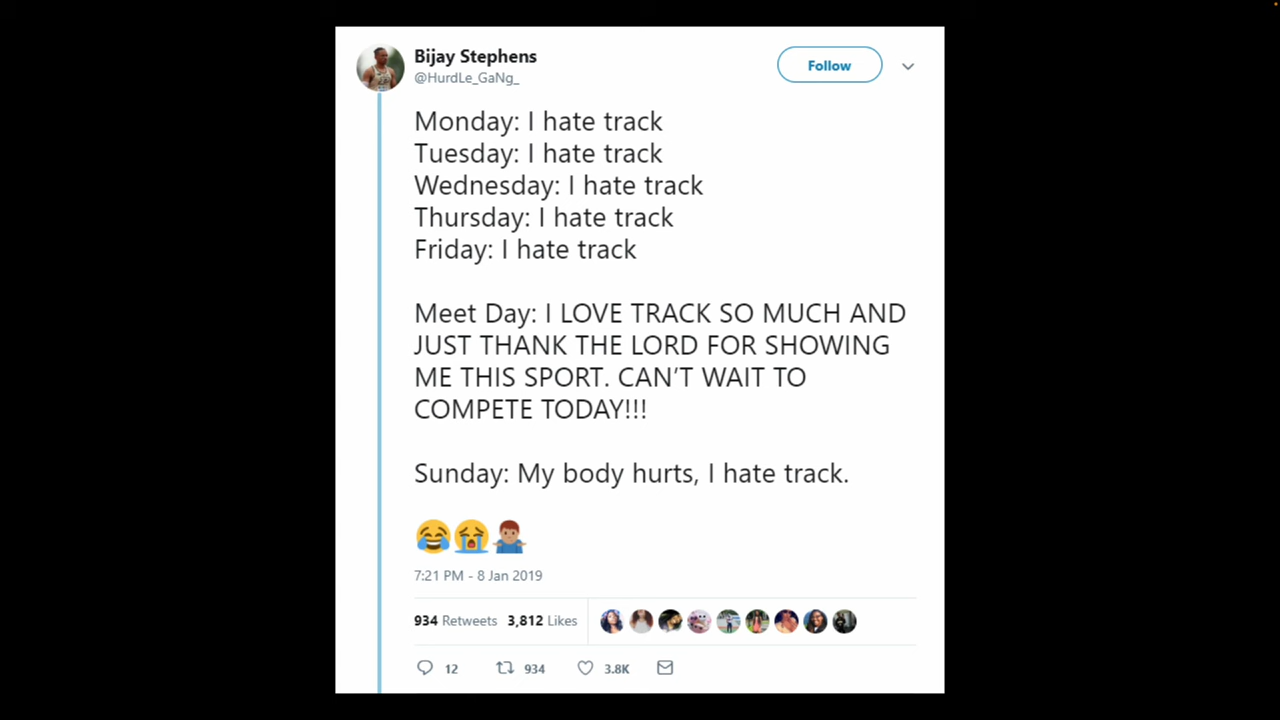 Bijay Stephens
@HurdLe_GaNg_
Follow
Monday: I hate track
Tuesday: I hate track
Wednesday: I hate track
Thursday: I hate track
Friday: I hate track
Meet Day: I LOVE TRACK SO MUCH AND
JUST THANK THE LORD FOR SHOWING
ME THIS SPORT. CAN’T WAIT TO
COMPETE TODAY!!!
Sunday: My body hurts, I hate track.
😂😭🤷🏽‍♂️
7:21 PM - 8 Jan 2019
934 Retweets 3,812 Likes
12 934 3.8K